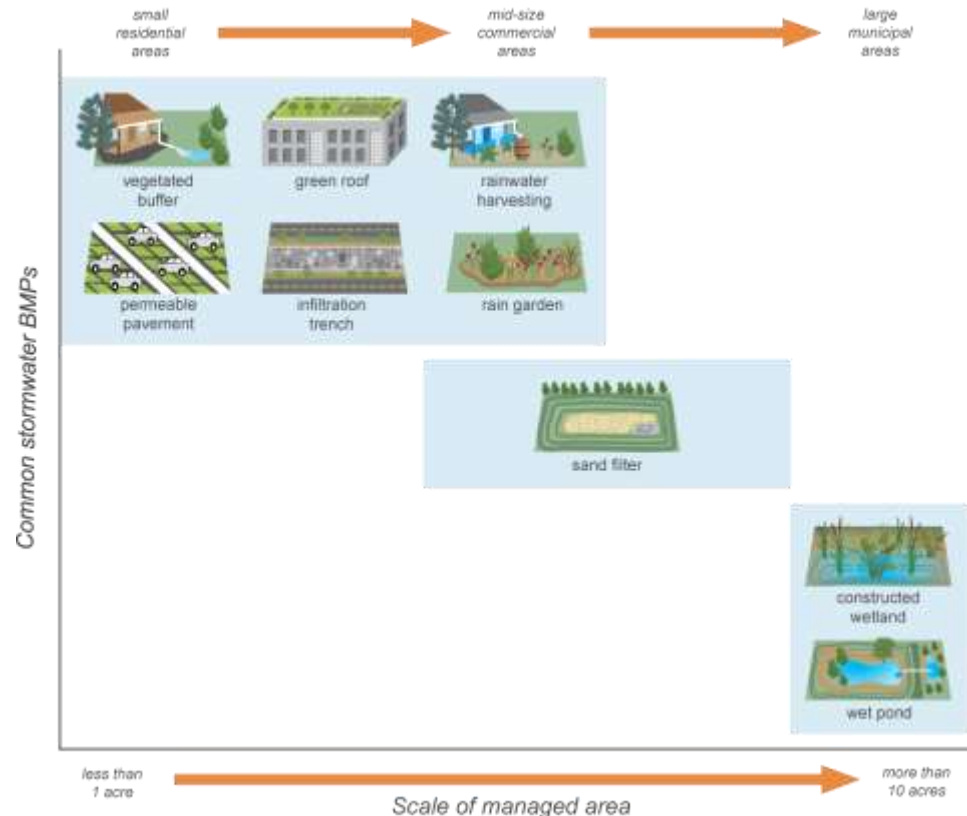 small
residential
areas
mid-size
commercial
areas
large
municipal
areas
vegetated
buffer
green roof
rainwater
harvesting
permeable
pavement
infiltration
trench
rain garden
sand filter
constructed
wetland
wet pond
Common stormwater BMPs
less than
1 acre
more than
10 acres
Scale of managed area